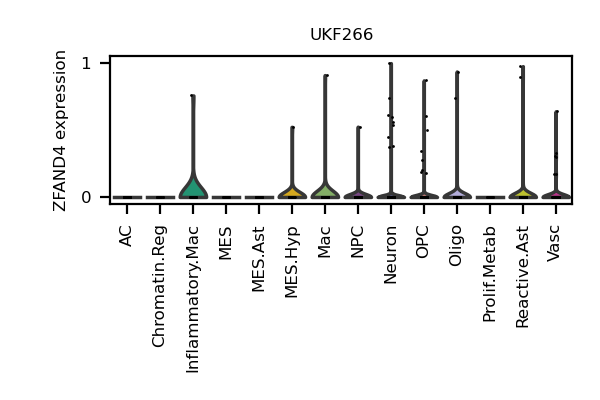 UKF266
ZFAND4 expression
1
0
AC
Chromatin.Reg
Inflammatory.Mac
MES
MES.Ast
MES.Hyp
Mac
NPC
Neuron
OPC
Oligo
Prolif.Metab
Reactive.Ast
Vasc